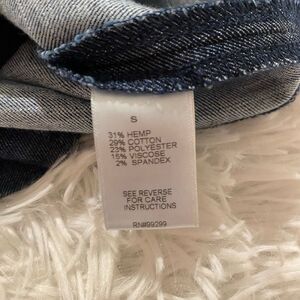 S
31% HEMP
29% COTTON
23% POLYESTER
15% VISCOSE
2% SPANDEX
SEE REVERSE
FOR CARE
INSTRUCTIONS
RN#99299